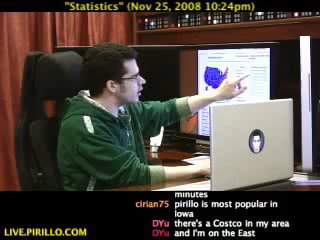 "Statistics" (Nov 25, 2008 10:24pm)
minutes
cirian75 pirillo is most popular in
Iowa
DYu there's a Costco in my area
LIVE.PIRILLO.COM DYu and I'm on the East